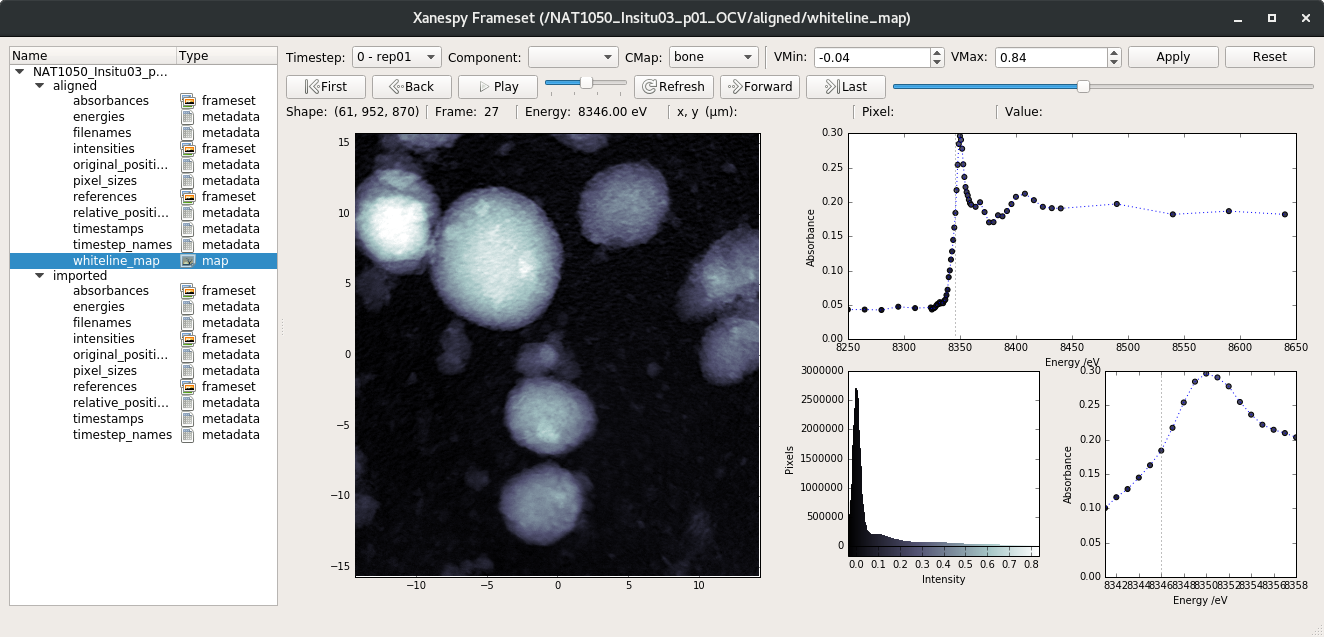 Xanespy Frameset (/NAT1050_Insitu03_p01_OCV/aligned/whiteline_map)
Name Type
NAT1050_Insitu03_p...
aligned
absorbances frameset
energies metadata
filenames metadata
intensities frameset
original_positi... metadata
pixel_sizes metadata
references frameset
relative_positi... metadata
timestamps metadata
timestep_names metadata
whiteline_map map
imported
absorbances frameset
energies metadata
filenames metadata
intensities frameset
original_positi... metadata
pixel_sizes metadata
references frameset
relative_positi... metadata
timestamps metadata
timestep_names metadata
Timestep: 0 - rep01 Component: CMap: bone VMin: -0.04 VMax: 0.84 Apply Reset
First Back Play Refresh Forward Last
Shape: (61, 952, 870) Frame: 27 Energy: 8346.00 eV x, y (µm): Pixel: Value:
15
10
5
0
−5
−10
−15
−10 −5 0 5 10
0.30
0.25
0.20
0.15
0.10
0.05
0.00
Absorbance
8250 8300 8350 8400 8450 8500 8550 8600 8650
Energy /eV
3000000
2500000
2000000
1500000
1000000
500000
0
Pixels
0.0 0.1 0.2 0.3 0.4 0.5 0.6 0.7 0.8
Intensity
0.30
0.25
0.20
0.15
0.10
0.05
0.00
Absorbance
8342 8344 8346 8348 8350 8352 8354 8356 8358
Energy /eV